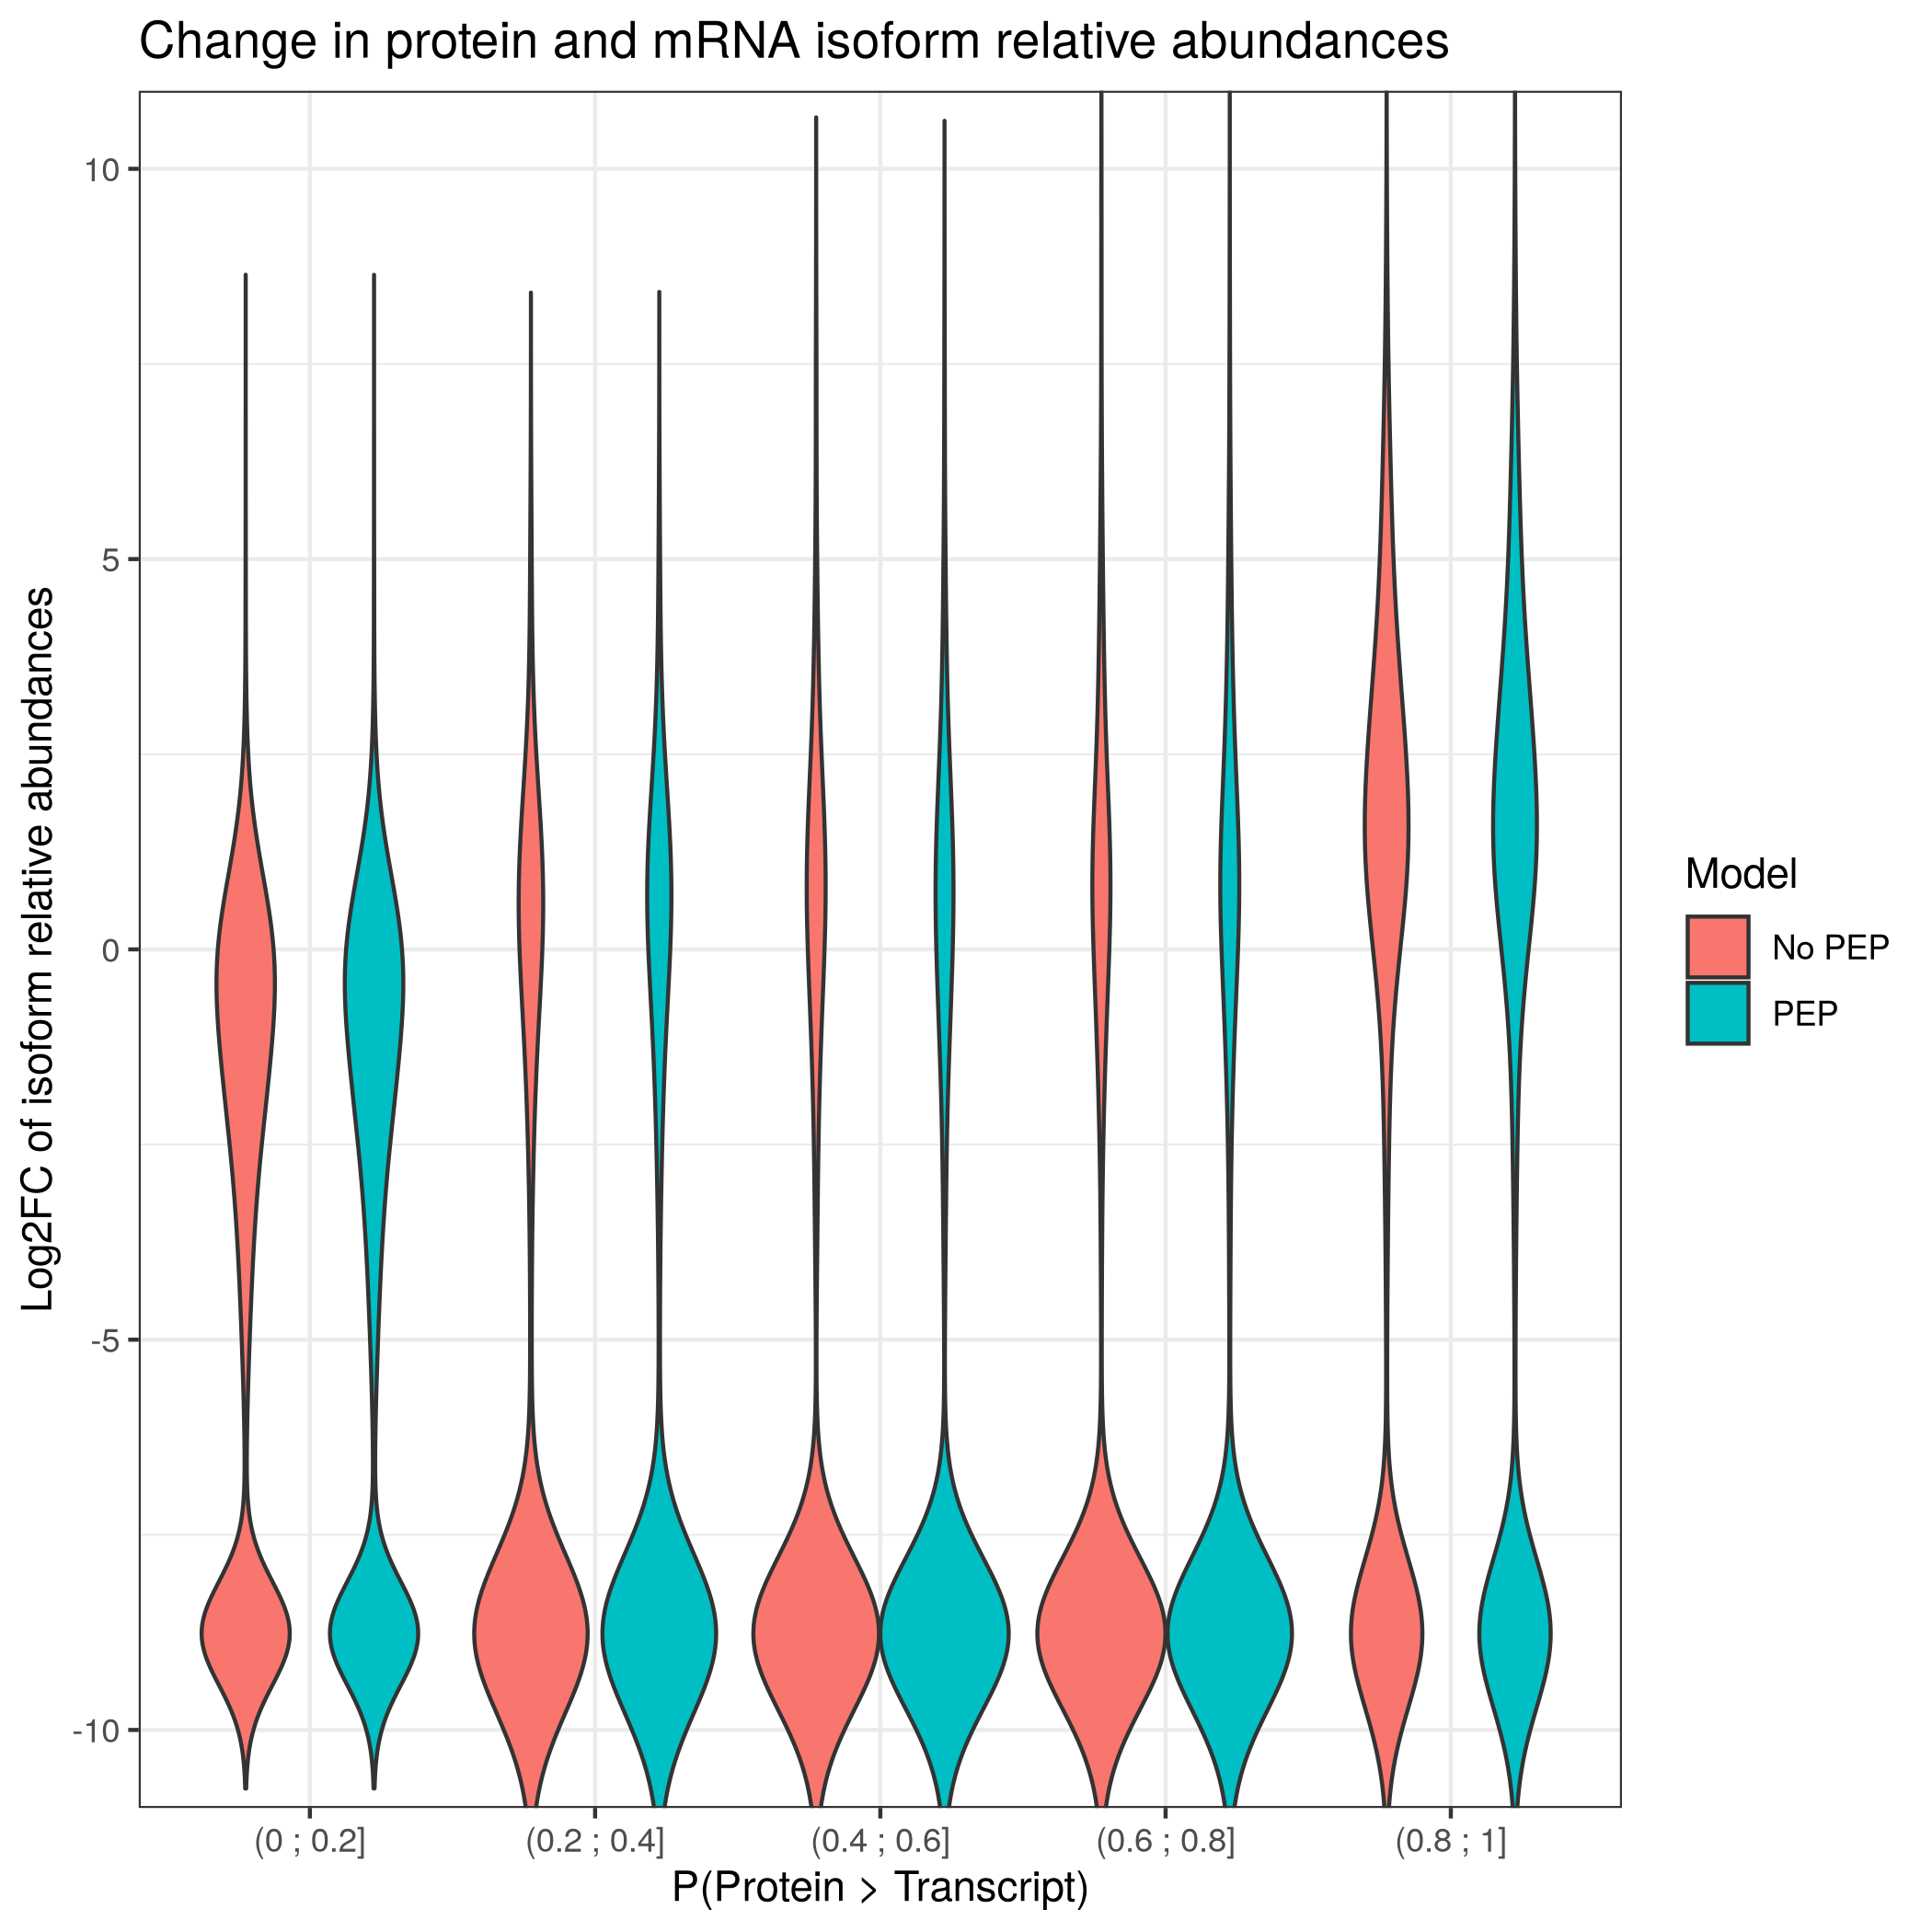 Change in protein and mRNA isoform relative abundances
Log2FC of isoform relative abundances
10
5
0
-5
-10
(0 ; 0.2]
(0.2 ; 0.4]
(0.4 ; 0.6]
(0.6 ; 0.8]
(0.8 ; 1]
P(Protein > Transcript)
Model
No PEP
PEP